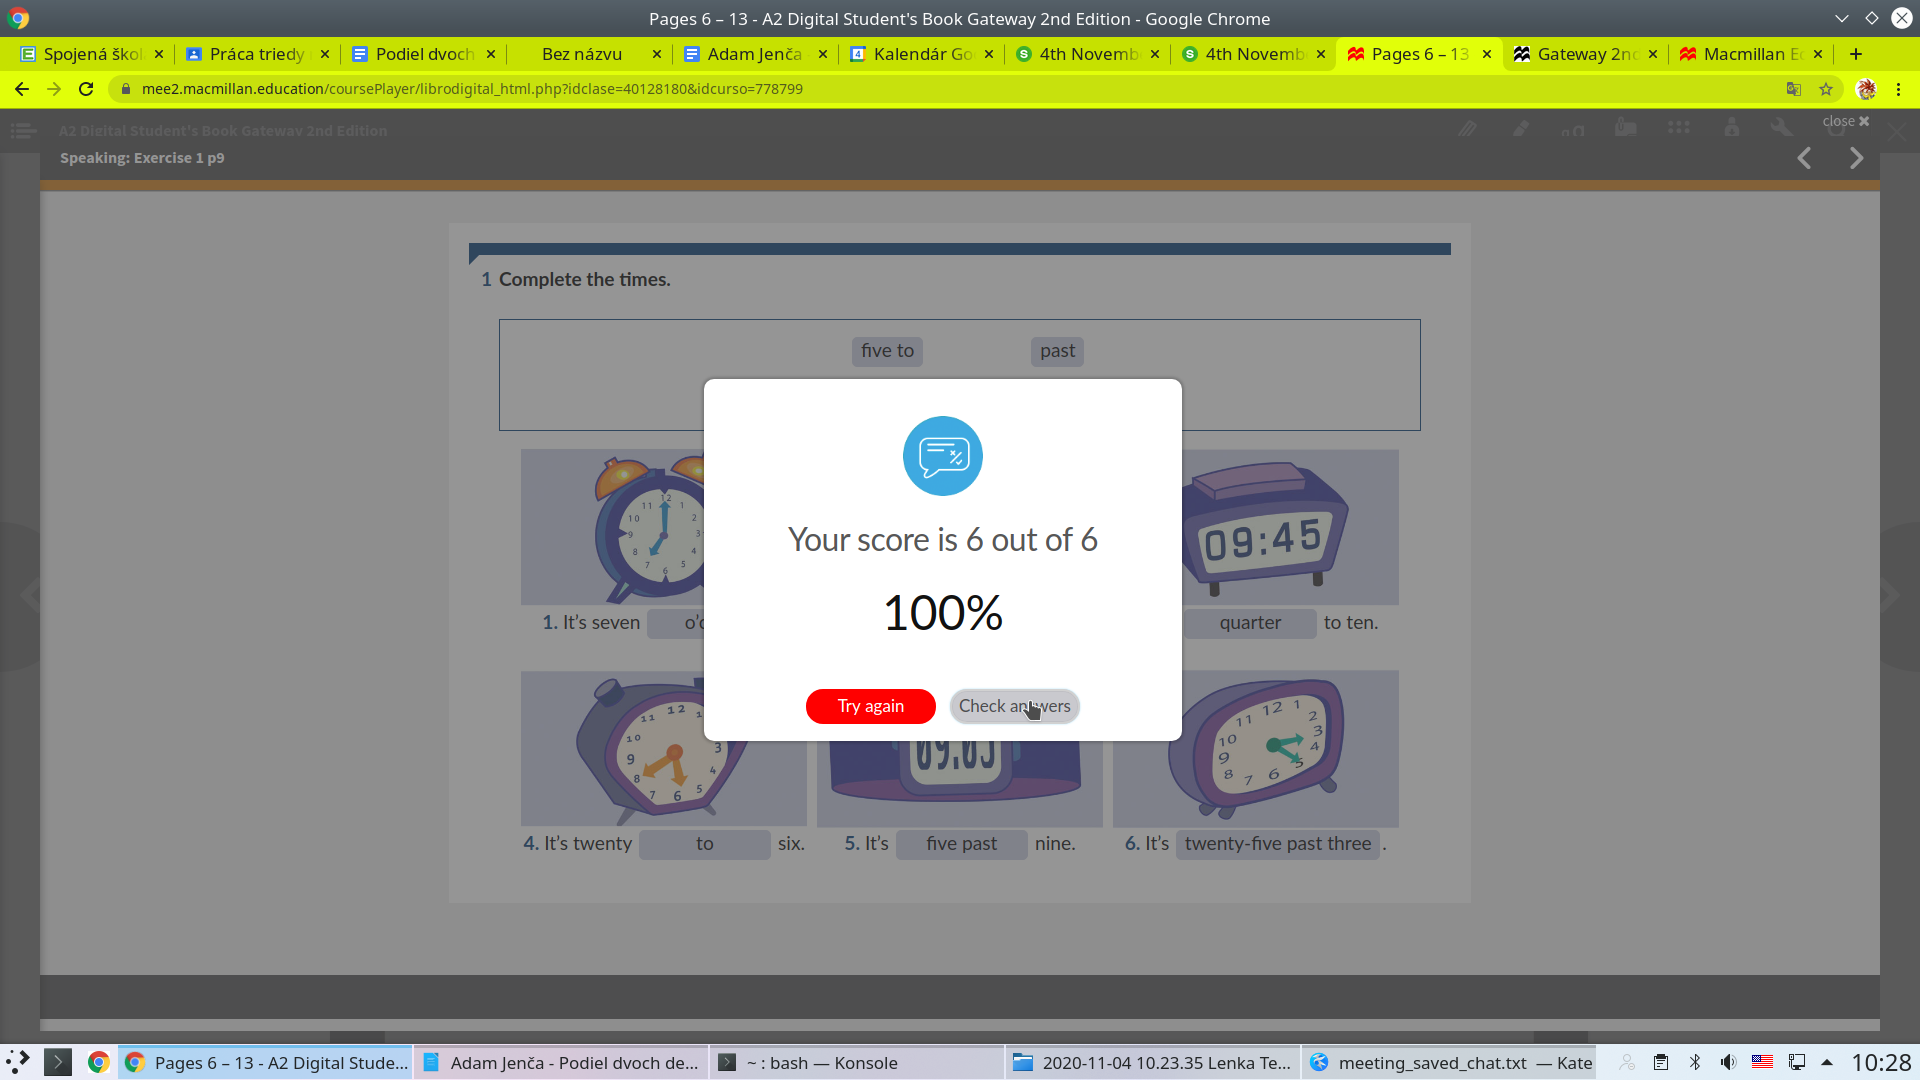 Pages 6 – 13 - A2 Digital Student's Book Gateway 2nd Edition - Google Chrome
Spojená škol
Práca triedy
Podiel dvoch
Bez názvu
Adam Jenča
Kalendár Go
4th Novemb
4th Novemb
Pages 6 – 13
Gateway 2n
Macmillan E
mee2.macmillan.education/coursePlayer/librodigital_html.php?idclase=40128180&idcurso=778799
A2 Digital Student's Book Gateway 2nd Edition
close ✖
Speaking: Exercise 1 p9
1 Complete the times.
five to
past
Your score is 6 out of 6
100%
Try again
Check answers
09:45
1. It's seven
quarter to ten.
09:05
4. It's twenty to six.
5. It's five past nine.
6. It's twenty-five past three .
Pages 6 – 13 - A2 Digital Stude...
Adam Jenča - Podiel dvoch de...
~ : bash — Konsole
2020-11-04 10.23.35 Lenka Te...
meeting_saved_chat.txt — Kate
10:28